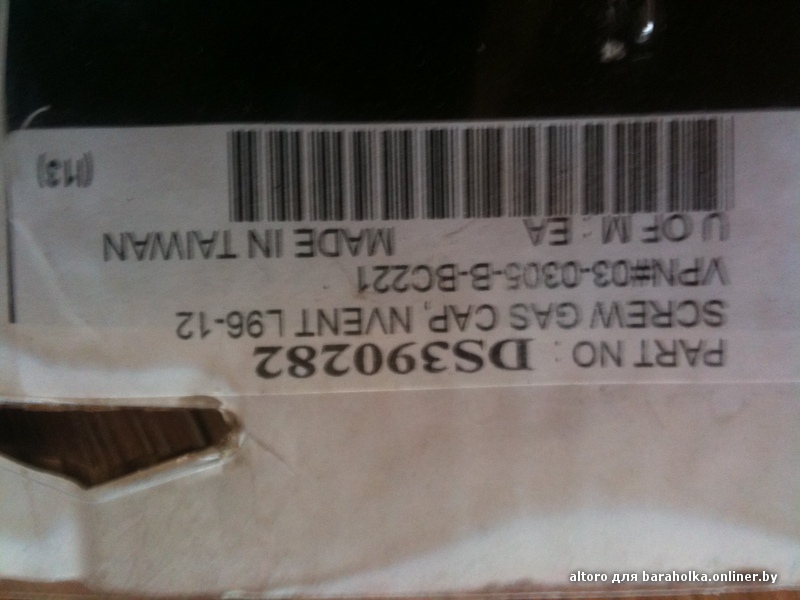 PART NO : DS390282
SCREW GAS CAP, NVENT L96-12
VPN#03-0305-B-BC221
U OF M : EA MADE IN TAIWAN
(I13)
altoro для baraholka.onliner.by